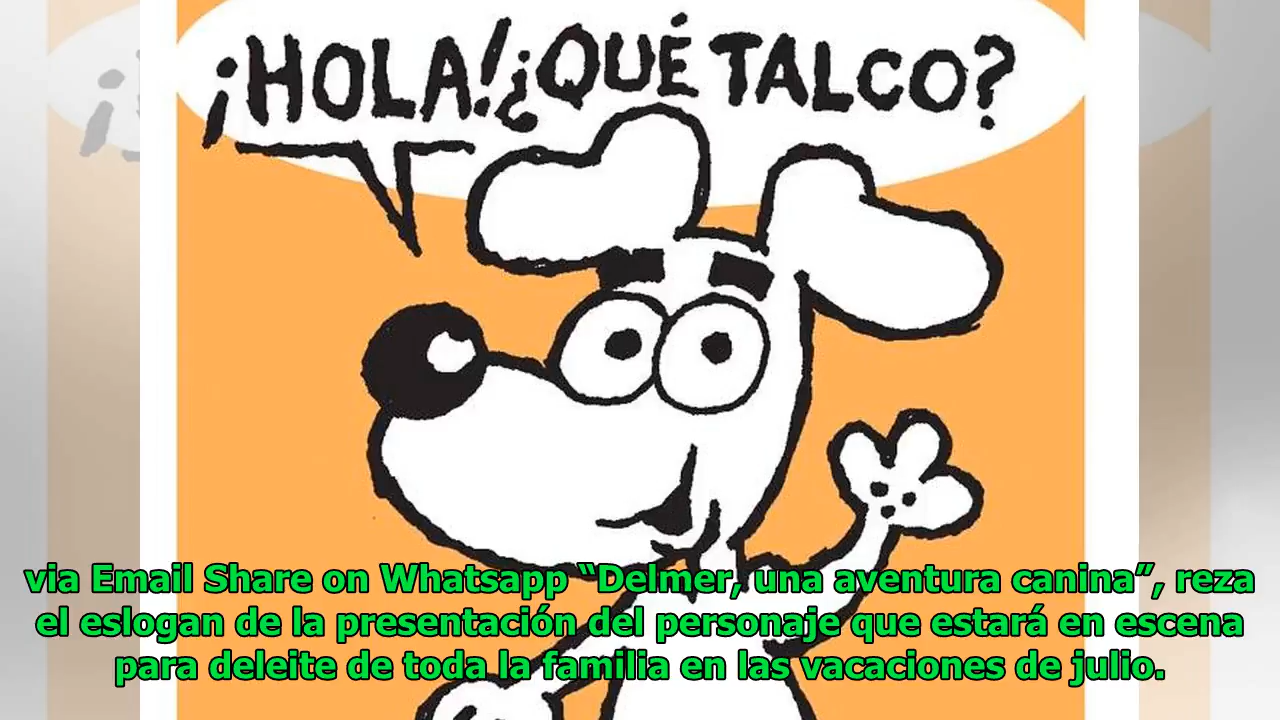 ¡HOLA! ¿QUÉ TALCO?
via Email Share on Whatsapp “Delmer, una aventura canina”, reza
el eslogan de la presentación del personaje que estará en escena
para deleite de toda la familia en las vacaciones de julio.